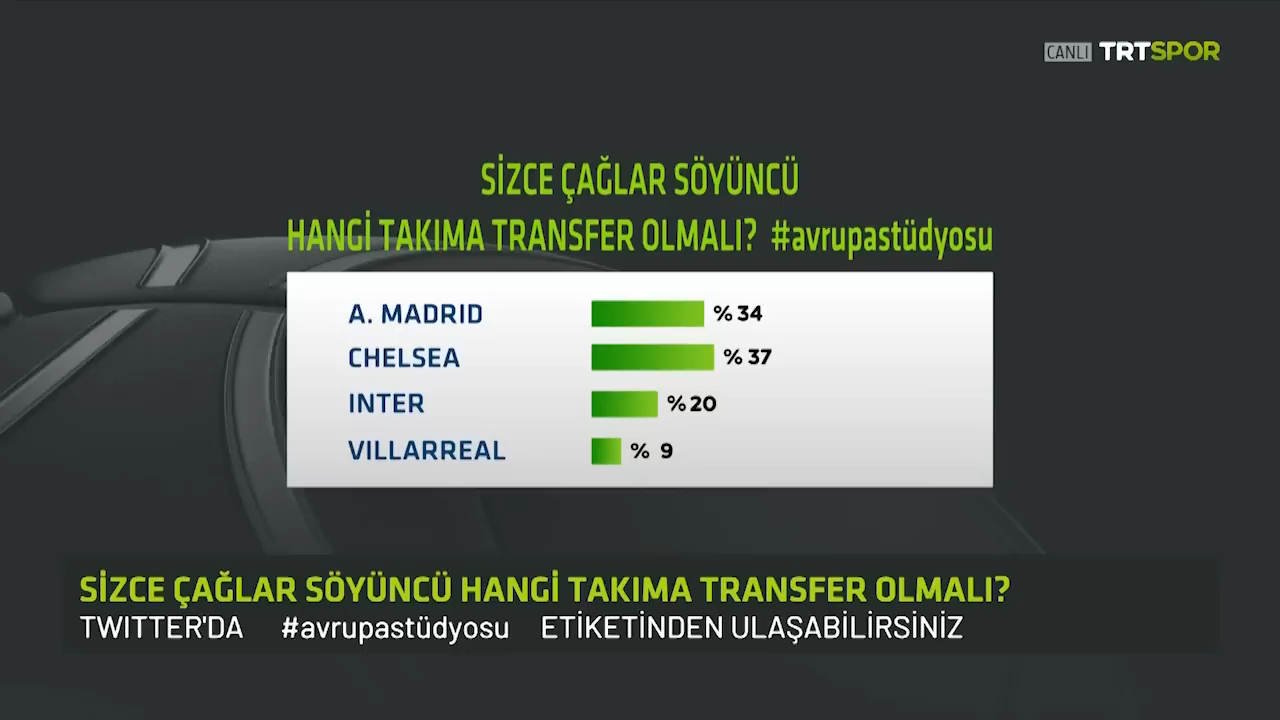 CANLI TRTSPOR
SİZCE ÇAĞLAR SÖYÜNCÜ
HANGİ TAKIMA TRANSFER OLMALI? #avrupastüdyosu
A. MADRID % 34
CHELSEA % 37
INTER % 20
VILLARREAL % 9
SİZCE ÇAĞLAR SÖYÜNCÜ HANGİ TAKIMA TRANSFER OLMALI?
TWITTER'DA #avrupastüdyosu ETİKETİNDEN ULAŞABİLİRSİNİZ